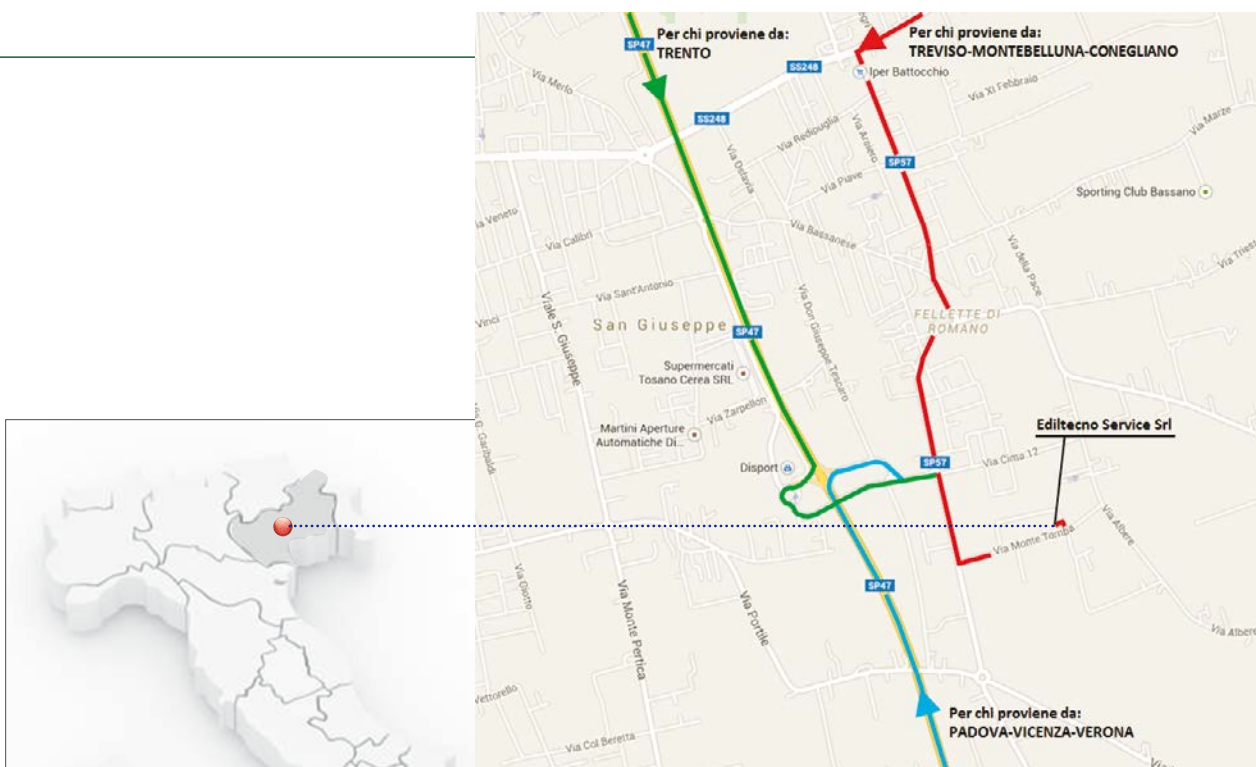 Per chi proviene da:
TRENTO
Per chi proviene da:
TREVISO-MONTEBELLUNA-CONEGLIANO
SP47
SS248
Iper Battocchio
Via Merlo
Via XI Febbraio
SS248
Via Marze
Via Redipuglia
Via Arsiero
Via Oslavia
SP57
Via Piave
Sporting Club Bassano
Via Veneto
Via Calibri
Via Bassanese
Via della Pace
Via Sant'Antonio
Viale S. Giuseppe
Via Don Giuseppe Tescaro
FELLETTE DI
ROMANO
Vinci
San Giuseppe
SP47
Supermercati
Tosano Cerea SRL
Via Zarpellon
Martini Aperture
Automatiche Di...
Via G. Garibaldi
Ediltecno Service Srl
Disport
SP57
Via Cima 12
Via Albere
Via Monte Tomba
Via Giotto
SP47
Via Monte Pertica
Via Portile
Via Albere
Vettorello
Per chi proviene da:
PADOVA-VICENZA-VERONA
Via Col Beretta